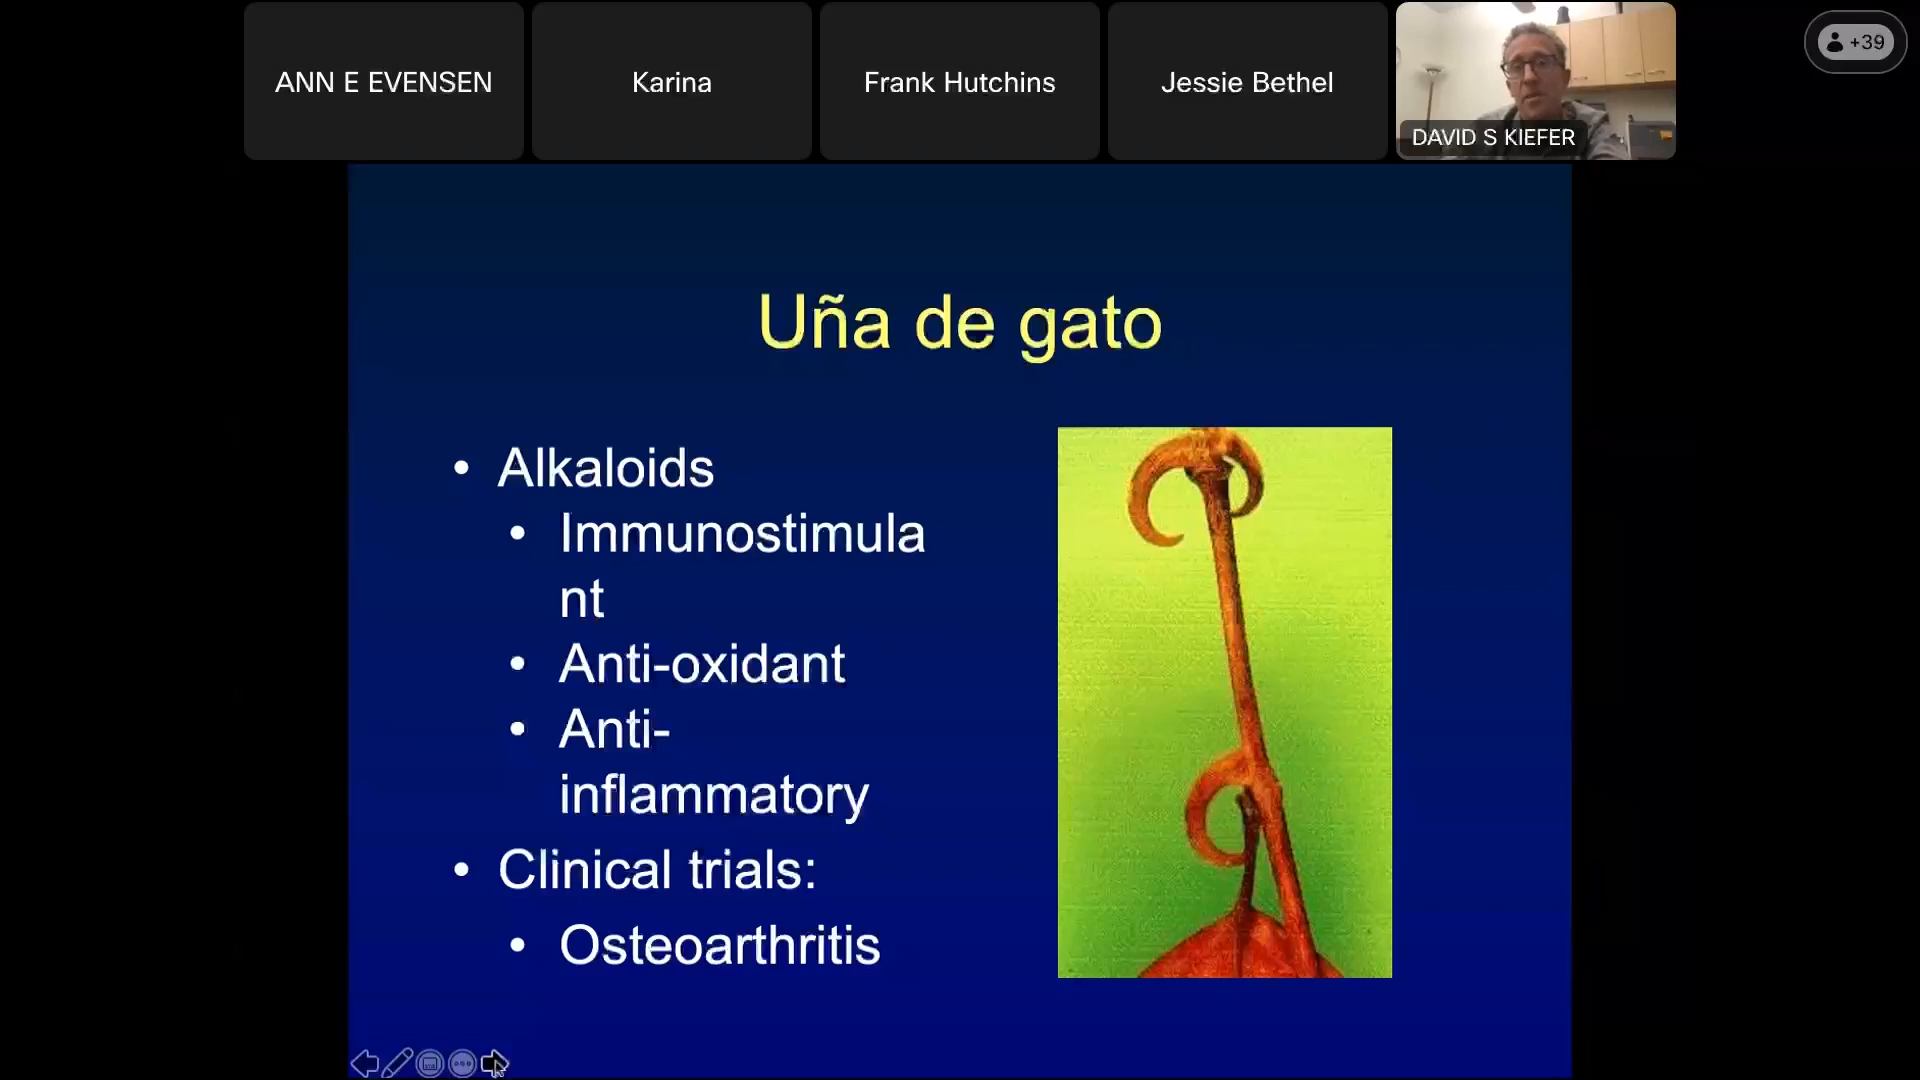 ANN E EVENSEN
Karina
Frank Hutchins
Jessie Bethel
DAVID S KIEFER
+39
Uña de gato
• Alkaloids
• Immunostimula
nt
• Anti-oxidant
• Anti-
inflammatory
• Clinical trials:
• Osteoarthritis